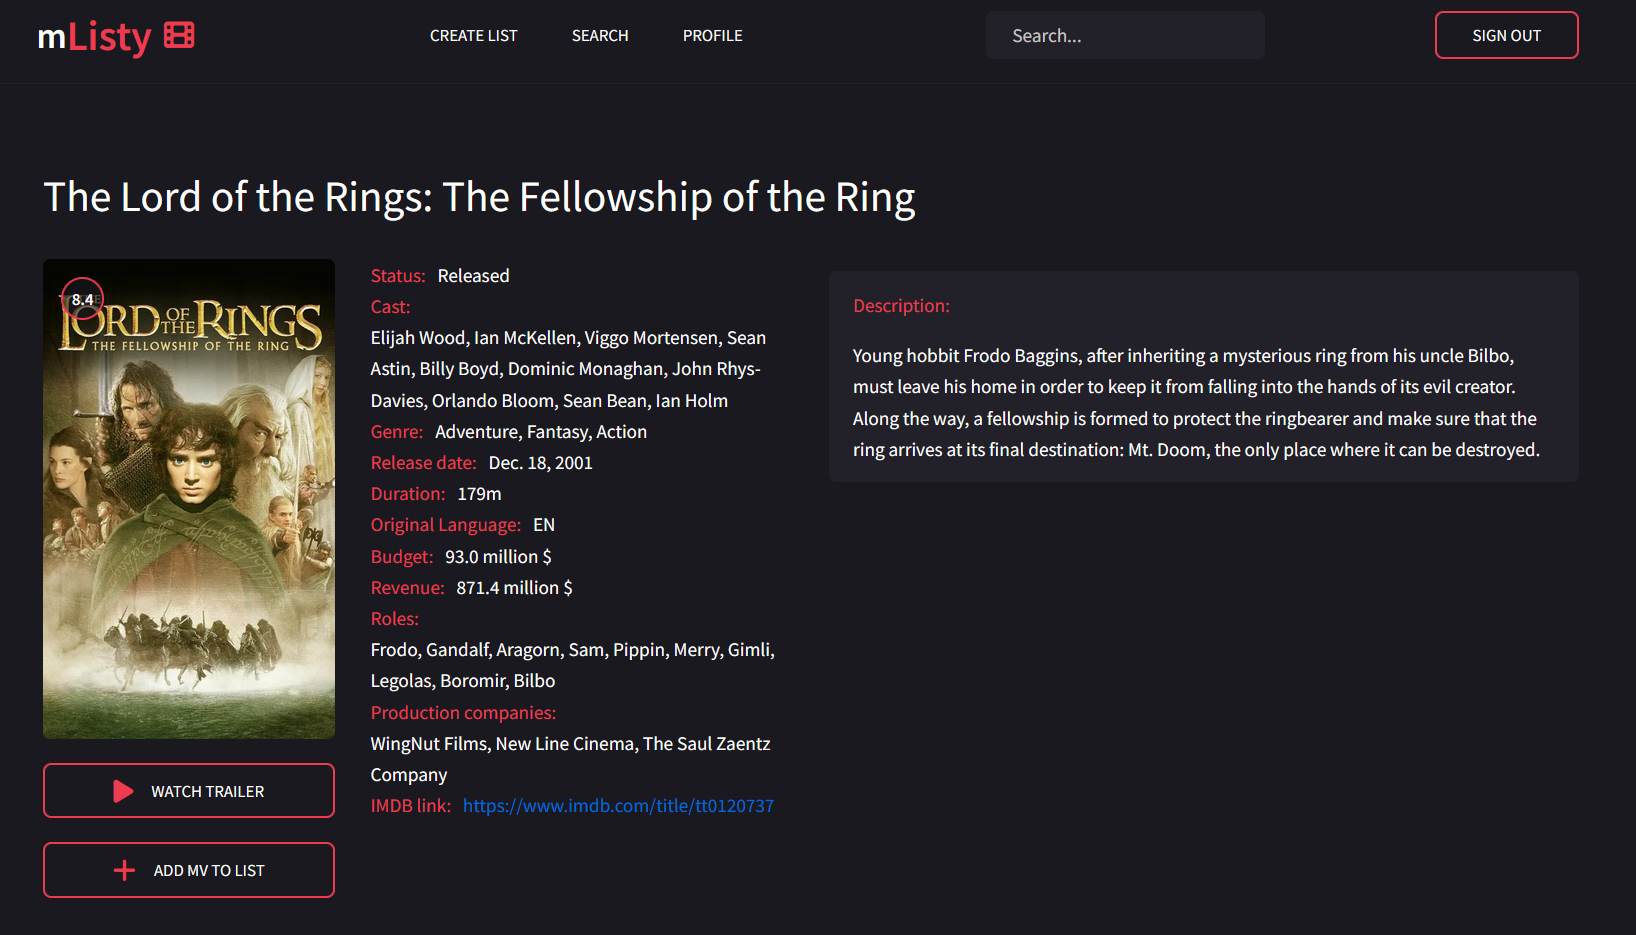 mListy
CREATE LIST
SEARCH
PROFILE
Search...
SIGN OUT
The Lord of the Rings: The Fellowship of the Ring
8.4
THE
LORD OF THE RINGS
THE FELLOWSHIP OF THE RING
WATCH TRAILER
ADD MV TO LIST
Status: Released
Cast:
Elijah Wood, Ian McKellen, Viggo Mortensen, Sean
Astin, Billy Boyd, Dominic Monaghan, John Rhys-
Davies, Orlando Bloom, Sean Bean, Ian Holm
Genre: Adventure, Fantasy, Action
Release date: Dec. 18, 2001
Duration: 179m
Original Language: EN
Budget: 93.0 million $
Revenue: 871.4 million $
Roles:
Frodo, Gandalf, Aragorn, Sam, Pippin, Merry, Gimli,
Legolas, Boromir, Bilbo
Production companies:
WingNut Films, New Line Cinema, The Saul Zaentz
Company
IMDB link: https://www.imdb.com/title/tt0120737
Description:
Young hobbit Frodo Baggins, after inheriting a mysterious ring from his uncle Bilbo,
must leave his home in order to keep it from falling into the hands of its evil creator.
Along the way, a fellowship is formed to protect the ringbearer and make sure that the
ring arrives at its final destination: Mt. Doom, the only place where it can be destroyed.